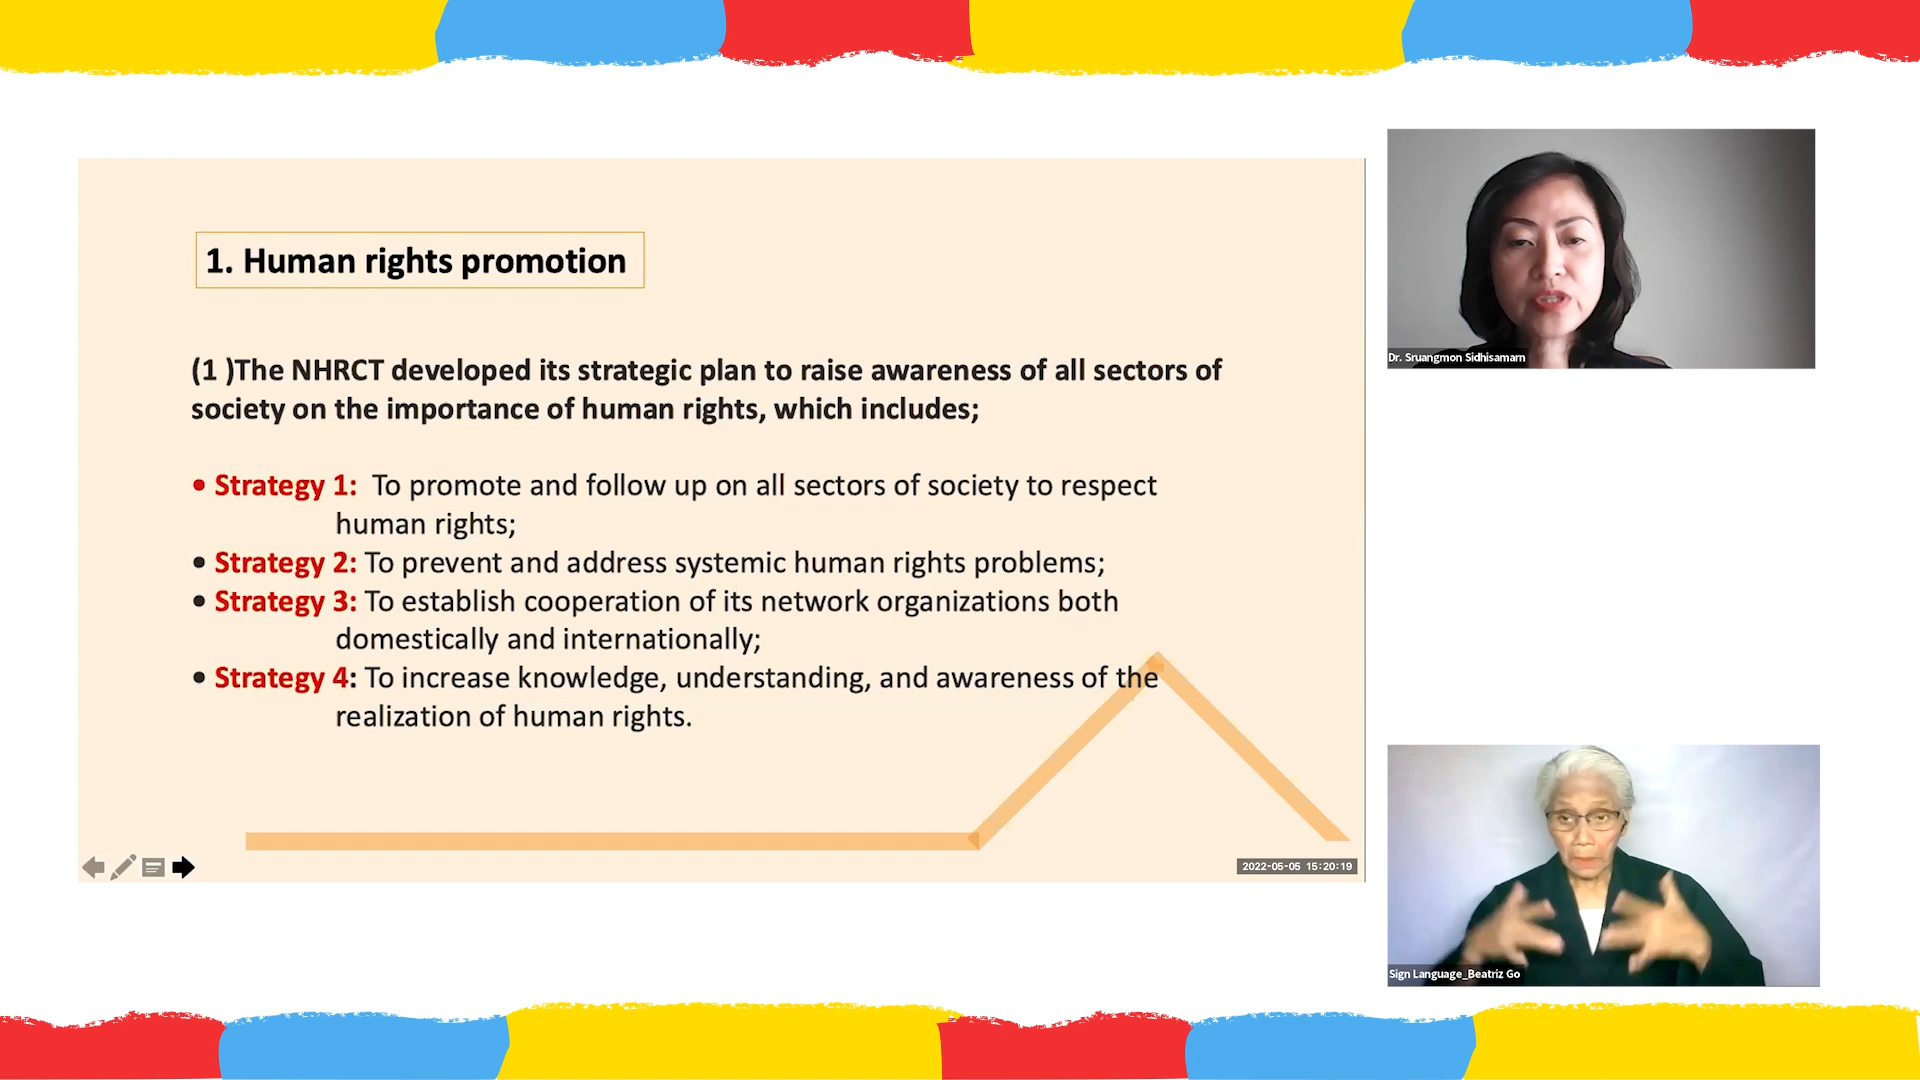 1. Human rights promotion
(1 )The NHRCT developed its strategic plan to raise awareness of all sectors of
society on the importance of human rights, which includes;
• Strategy 1:  To promote and follow up on all sectors of society to respect
human rights;
• Strategy 2: To prevent and address systemic human rights problems;
• Strategy 3: To establish cooperation of its network organizations both
domestically and internationally;
• Strategy 4: To increase knowledge, understanding, and awareness of the
realization of human rights.
2022-05-05 15:20:19
Dr. Sruangmon Sidhisamarn
Sign Language_Beatriz Go